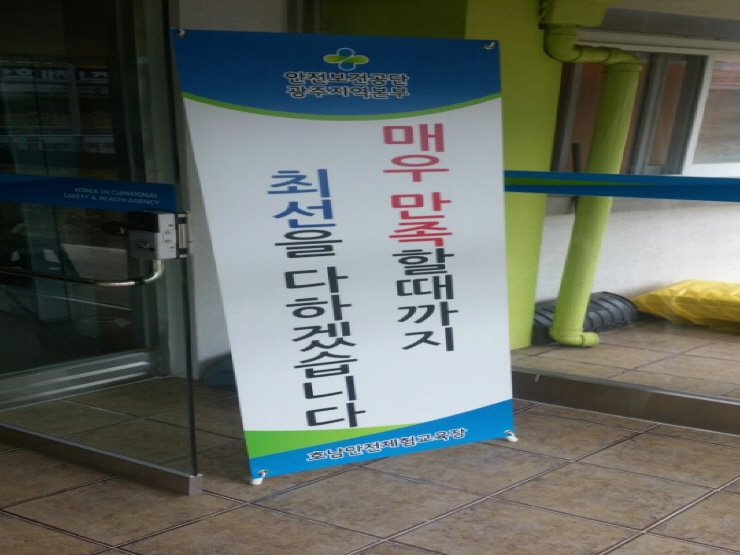 안전보건공단
광주지역본부
매우 만족할때까지
최선을 다하겠습니다
호남안전체험교육장
KOREA OCCUPATIONAL
SAFETY & HEALTH AGENCY